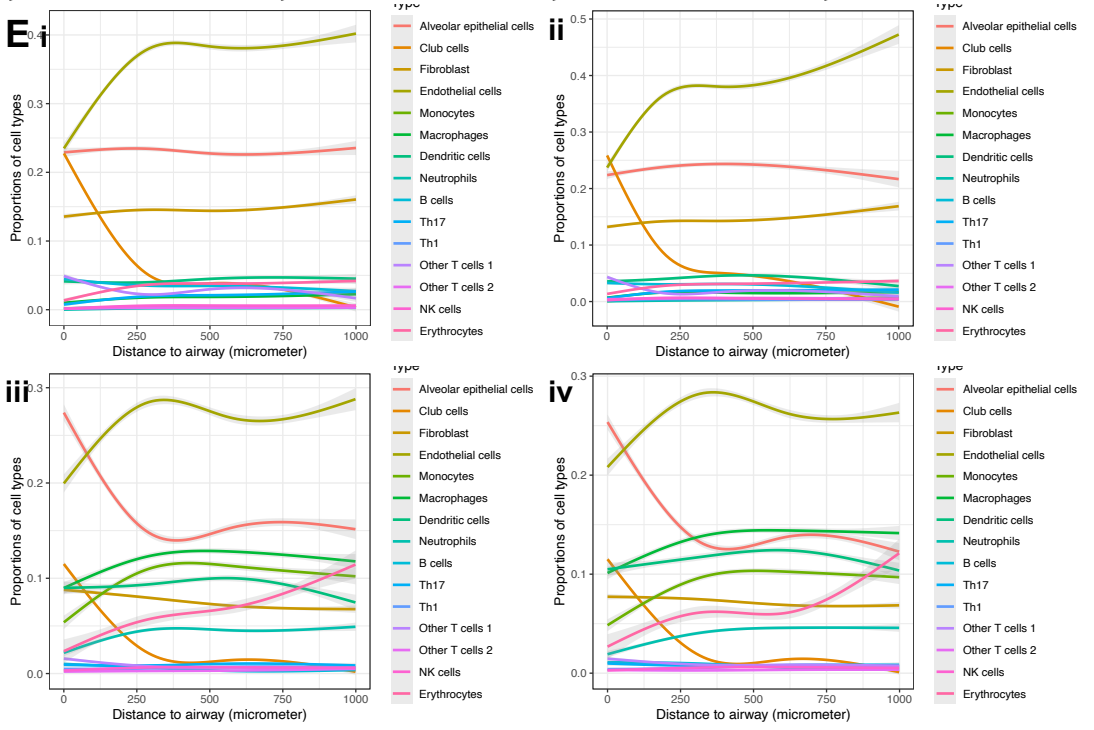 E i
Type
0.4
0.3
0.2
0.1
0.0
0 250 500 750 1000
Distance to airway (micrometer)
Proportions of cell types
Alveolar epithelial cells
Club cells
Fibroblast
Endothelial cells
Monocytes
Macrophages
Dendritic cells
Neutrophils
B cells
Th17
Th1
Other T cells 1
Other T cells 2
NK cells
Erythrocytes
ii
Type
0.5
0.4
0.3
0.2
0.1
0.0
0 250 500 750 1000
Distance to airway (micrometer)
Proportions of cell types
Alveolar epithelial cells
Club cells
Fibroblast
Endothelial cells
Monocytes
Macrophages
Dendritic cells
Neutrophils
B cells
Th17
Th1
Other T cells 1
Other T cells 2
NK cells
Erythrocytes
iii
Type
0.3
0.2
0.1
0.0
0 250 500 750 1000
Distance to airway (micrometer)
Proportions of cell types
Alveolar epithelial cells
Club cells
Fibroblast
Endothelial cells
Monocytes
Macrophages
Dendritic cells
Neutrophils
B cells
Th17
Th1
Other T cells 1
Other T cells 2
NK cells
Erythrocytes
iv
Type
0.3
0.2
0.1
0.0
0 250 500 750 1000
Distance to airway (micrometer)
Proportions of cell types
Alveolar epithelial cells
Club cells
Fibroblast
Endothelial cells
Monocytes
Macrophages
Dendritic cells
Neutrophils
B cells
Th17
Th1
Other T cells 1
Other T cells 2
NK cells
Erythrocytes